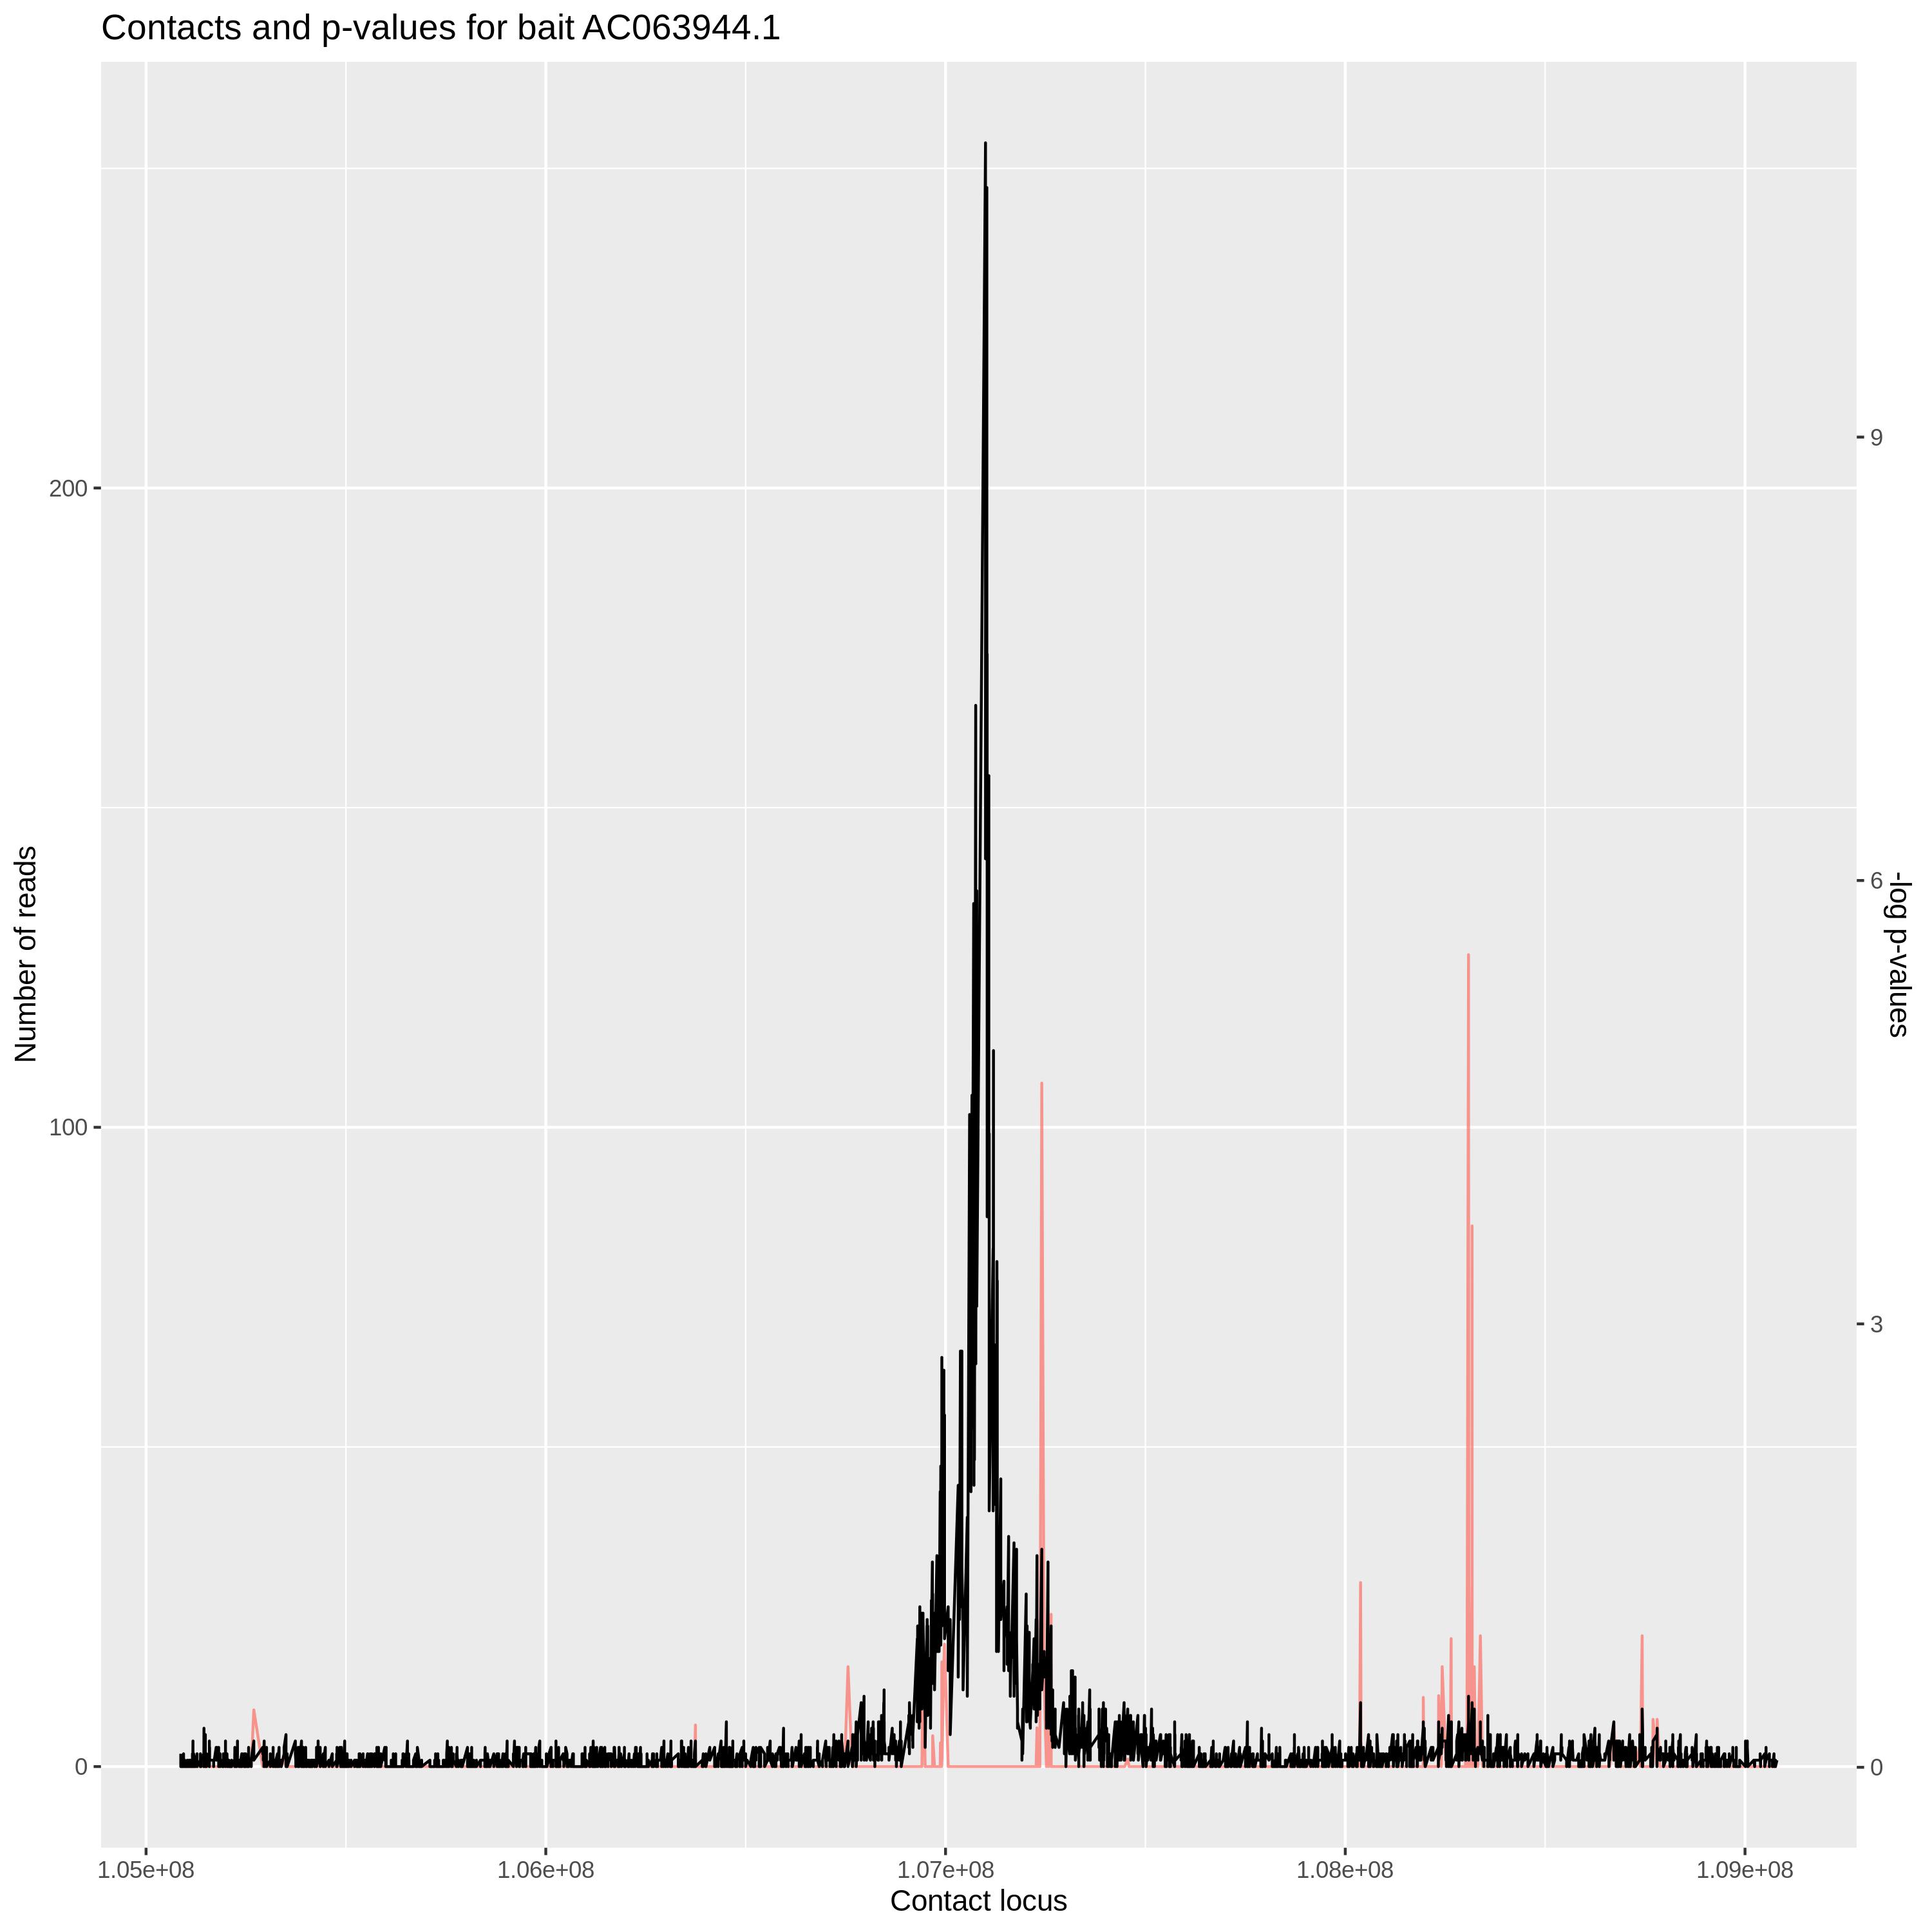 Contacts and p-values for bait AC063944.1
Number of reads
200
100
0
9
6
3
0
-log p-values
1.05e+08
1.06e+08
1.07e+08
1.08e+08
1.09e+08
Contact locus